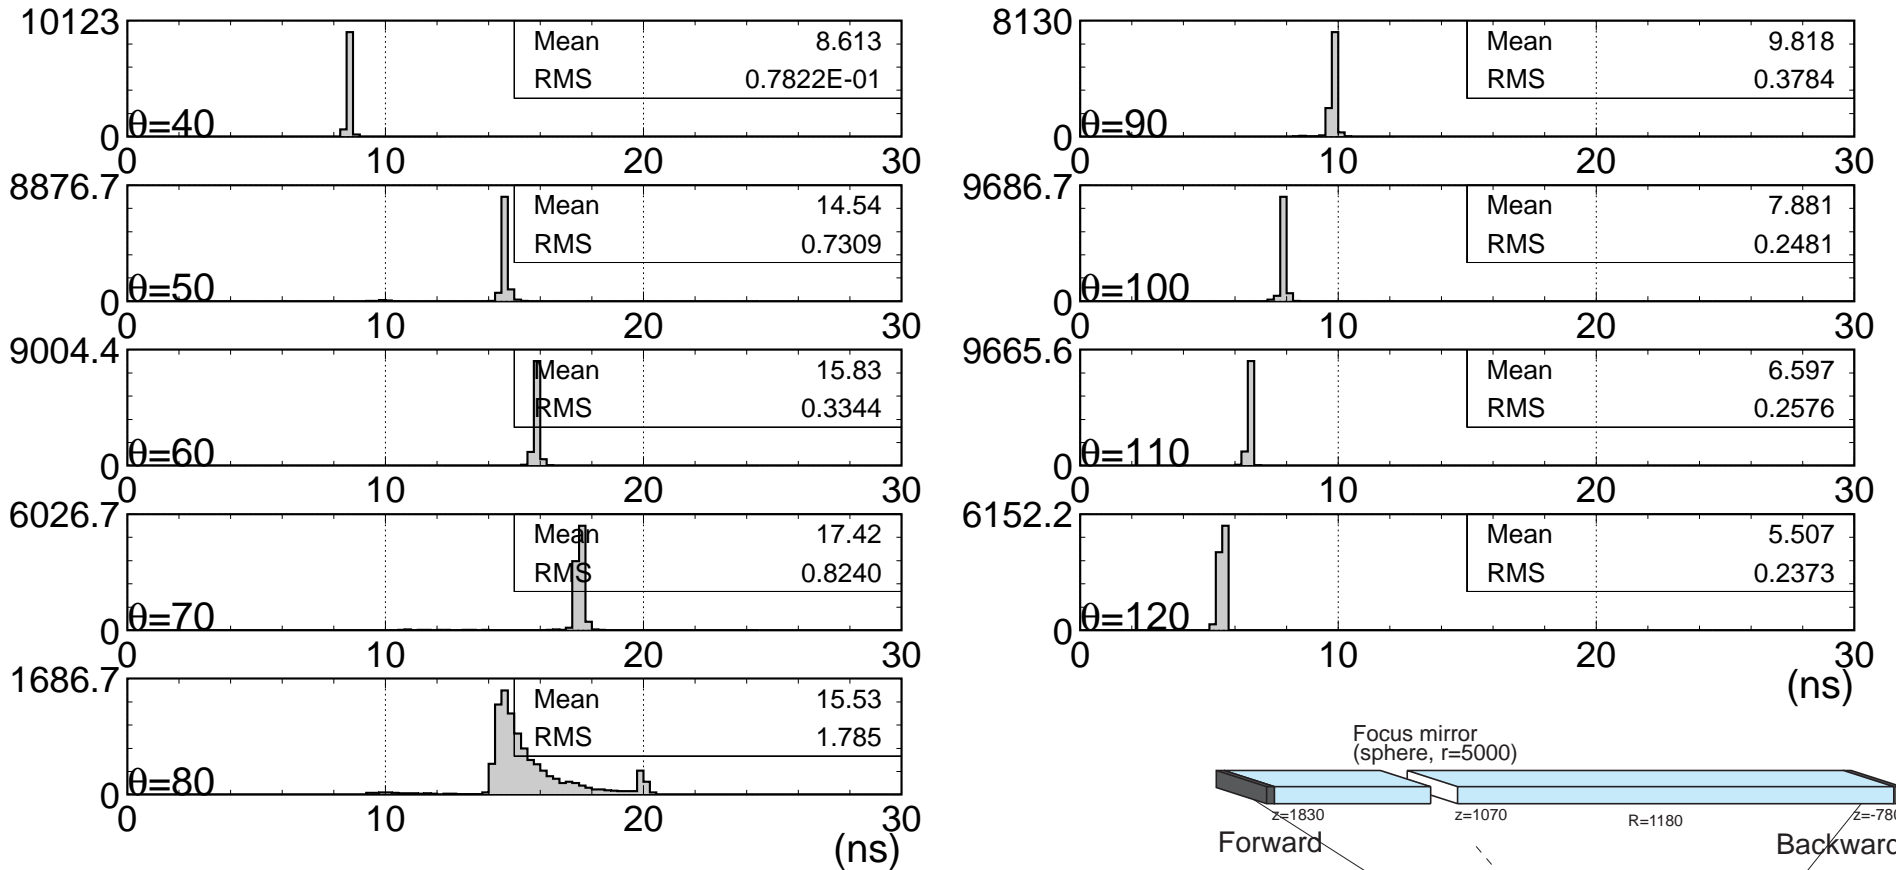 10123
Mean 8.613
RMS 0.7822E-01
θ=40
0
0 10 20 30
8876.7
Mean 14.54
RMS 0.7309
θ=50
0
0 10 20 30
9004.4
Mean 15.83
RMS 0.3344
θ=60
0
0 10 20 30
6026.7
Mean 17.42
RMS 0.8240
θ=70
0
0 10 20 30
1686.7
Mean 15.53
RMS 1.785
θ=80
0
0 10 20 30
(ns)
8130
Mean 9.818
RMS 0.3784
θ=90
0
0 10 20 30
9686.7
Mean 7.881
RMS 0.2481
θ=100
0
0 10 20 30
9665.6
Mean 6.597
RMS 0.2576
θ=110
0
0 10 20 30
6152.2
Mean 5.507
RMS 0.2373
θ=120
0
0 10 20 30
(ns)
Focus mirror
(sphere, r=5000)
z=1830 z=1070 R=1180 z=-780
Forward Backward